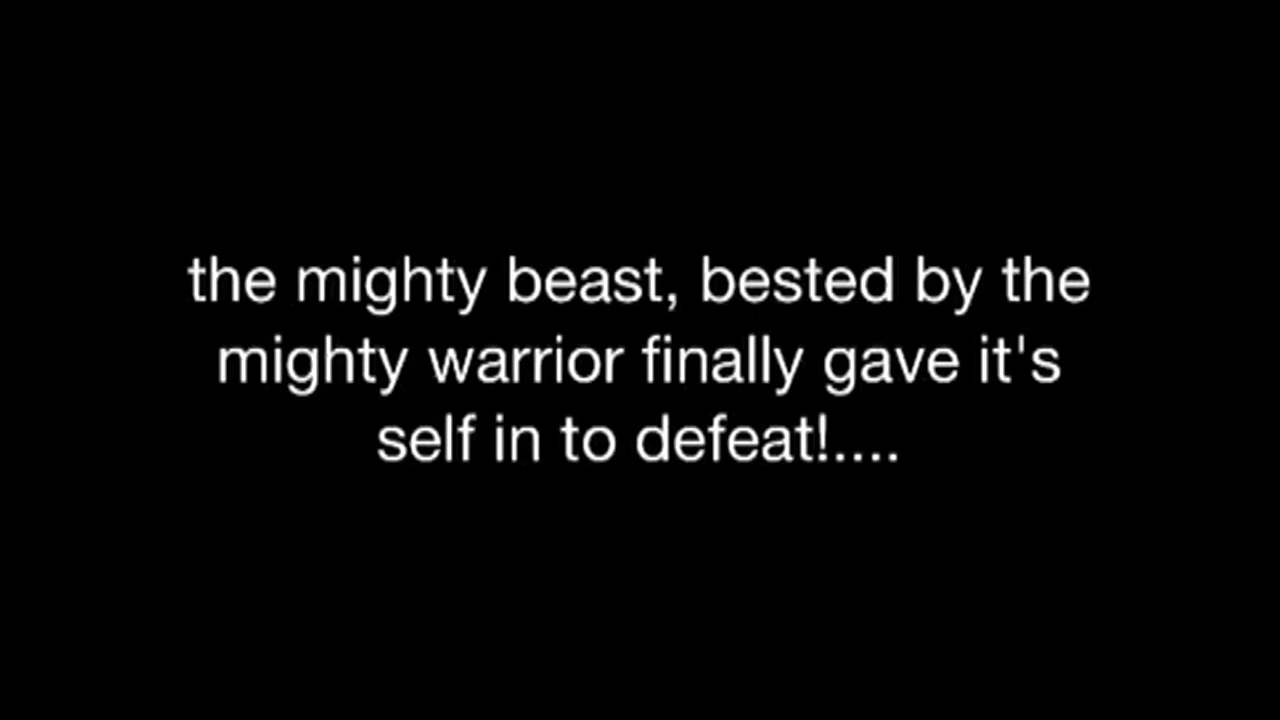 the mighty beast, bested by the
mighty warrior finally gave it's
self in to defeat!....